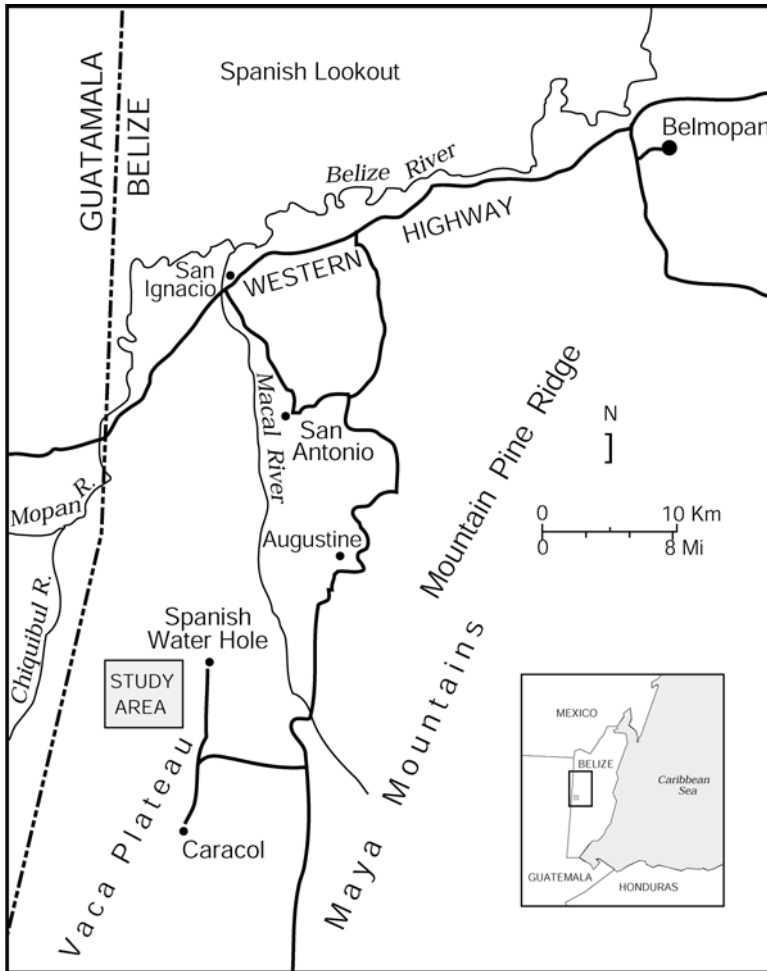 Spanish Lookout
GUATAMALA
BELIZE
Belmopan
Belize River
HIGHWAY
WESTERN
San
Ignacio
Macal River
San
Antonio
Mountain Pine Ridge
N
0 10 Km
0 8 Mi
Mopan R.
Augustine
Chiquibul R.
Spanish
Water Hole
STUDY
AREA
Maya Mountains
Vaca Plateau
Caracol
MEXICO
BELIZE
Caribbean
Sea
GUATEMALA
HONDURAS